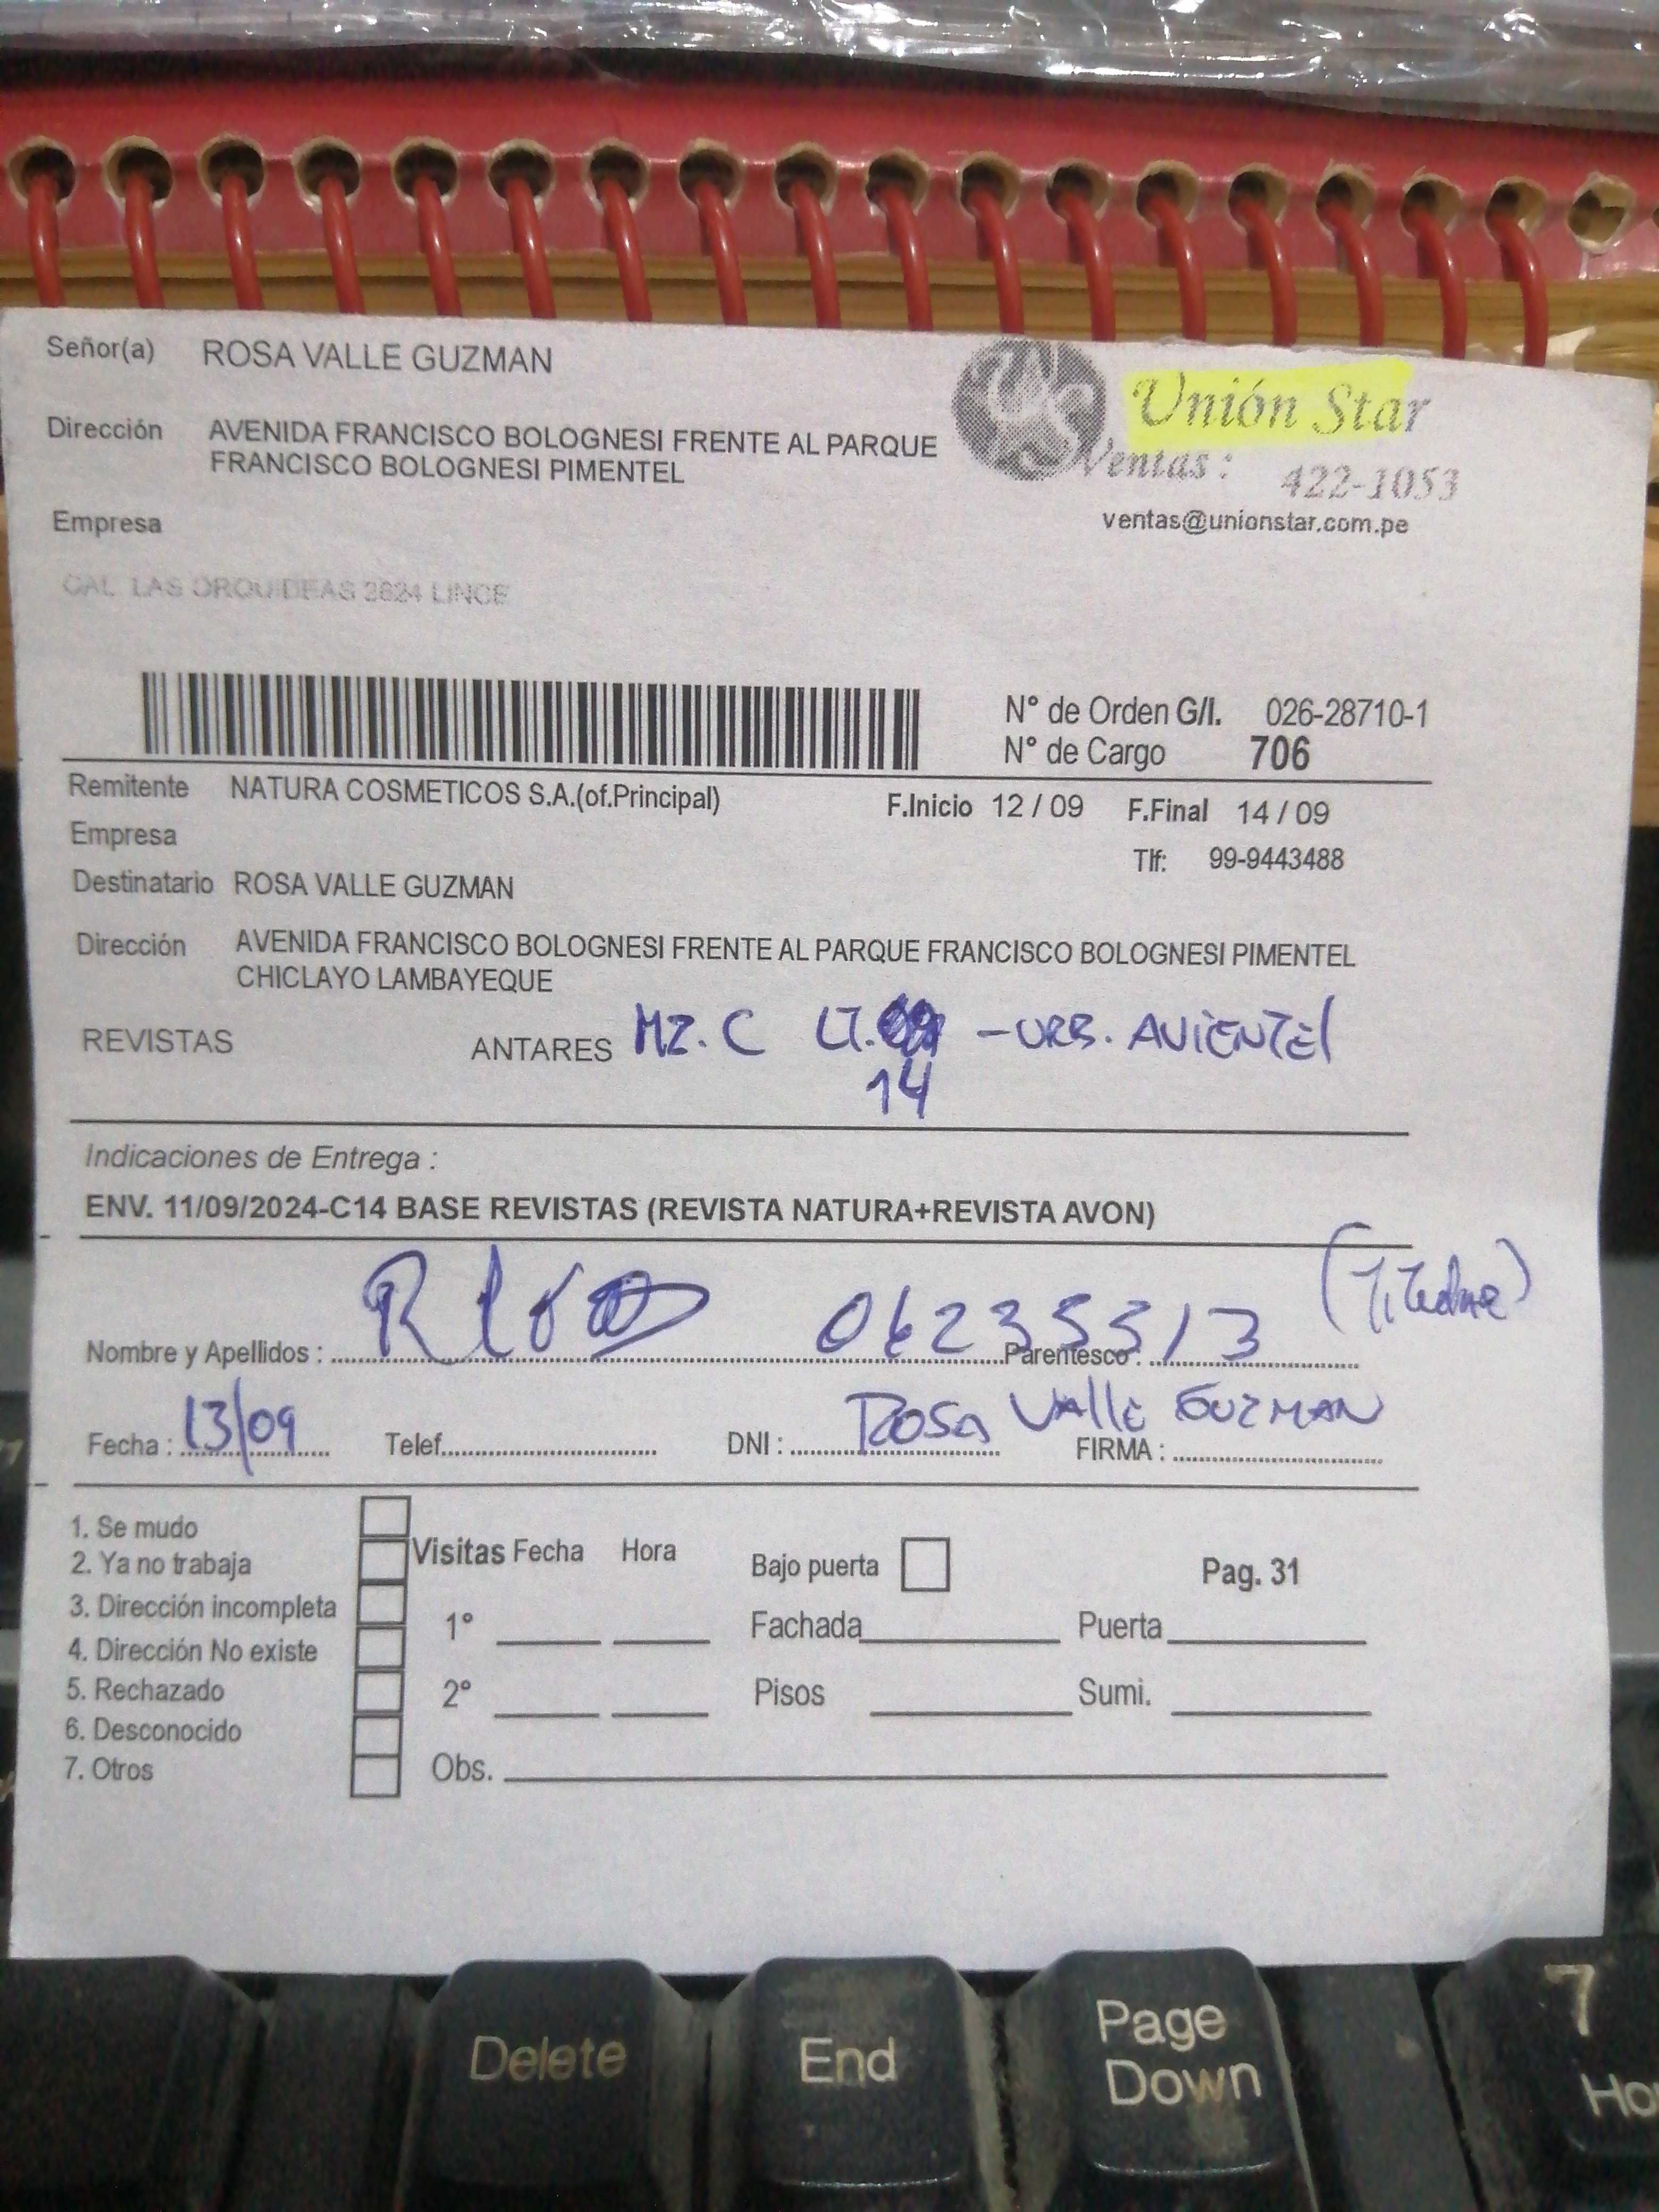 Señor(a) ROSA VALLE GUZMAN
Dirección AVENIDA FRANCISCO BOLOGNESI FRENTE AL PARQUE
FRANCISCO BOLOGNESI PIMENTEL
Unión Star
Ventas: 422-1053
ventas@unionstar.com.pe
Empresa
CAL LAS ORQUIDEAS 2624 LINCE
N° de Orden G/I. 026-28710-1
N° de Cargo 706
Remitente NATURA COSMETICOS S.A.(of.Principal)
F.Inicio 12 / 09 F.Final 14 / 09
Empresa
Tlf: 99-9443488
Destinatario ROSA VALLE GUZMAN
Dirección AVENIDA FRANCISCO BOLOGNESI FRENTE AL PARQUE FRANCISCO BOLOGNESI PIMENTEL
CHICLAYO LAMBAYEQUE
REVISTAS ANTARES MZ. C LT. - URB.
14
Indicaciones de Entrega :
ENV. 11/09/2024-C14 BASE REVISTAS (REVISTA NATURA+REVISTA AVON)
Nombre y Apellidos : Parentesco :
Fecha : 13/09 Telef. DNI : Rosa Valle GUZMAN FIRMA :
1. Se mudo
2. Ya no trabaja
3. Dirección incompleta
4. Dirección No existe
5. Rechazado
6. Desconocido
7. Otros
Visitas Fecha Hora
1°
2°
Obs.
Bajo puerta Pag. 31
Fachada Puerta
Pisos Sumi.
Delete
End
Page
Down
7
Ho